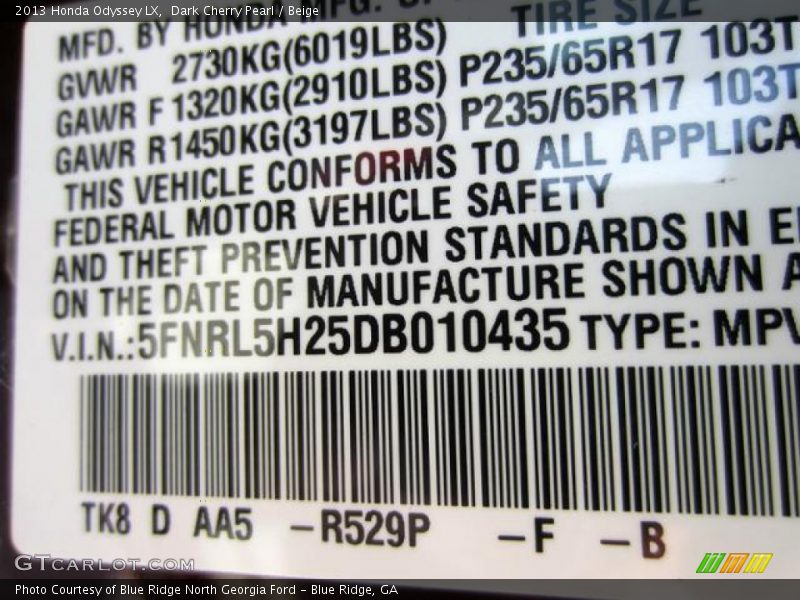 2013 Honda Odyssey LX, Dark Cherry Pearl / Beige
MFD. BY HONDA MFG. OF
TIRE SIZE
GVWR 2730KG(6019LBS)
GAWR F 1320KG(2910LBS) P235/65R17 103T
GAWR R1450KG(3197LBS) P235/65R17 103T
THIS VEHICLE CONFORMS TO ALL APPLICA
FEDERAL MOTOR VEHICLE SAFETY
AND THEFT PREVENTION STANDARDS IN E
ON THE DATE OF MANUFACTURE SHOWN A
V.I.N.:5FNRL5H25DB010435 TYPE: MPV
TK8 D AA5 –R529P –F –B
GTCARLOT.COM
Photo Courtesy of Blue Ridge North Georgia Ford – Blue Ridge, GA